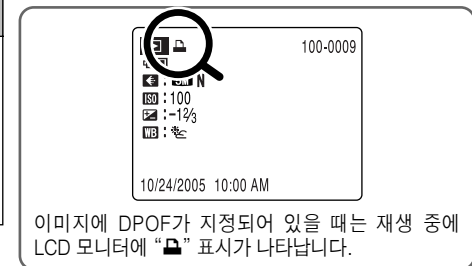 100-0009
N
ISO : 100
: -1⅔
WB :
10/24/2005 10:00 AM
이미지에 DPOF가 지정되어 있을 때는 재생 중에
LCD 모니터에 “ ” 표시가 나타납니다.